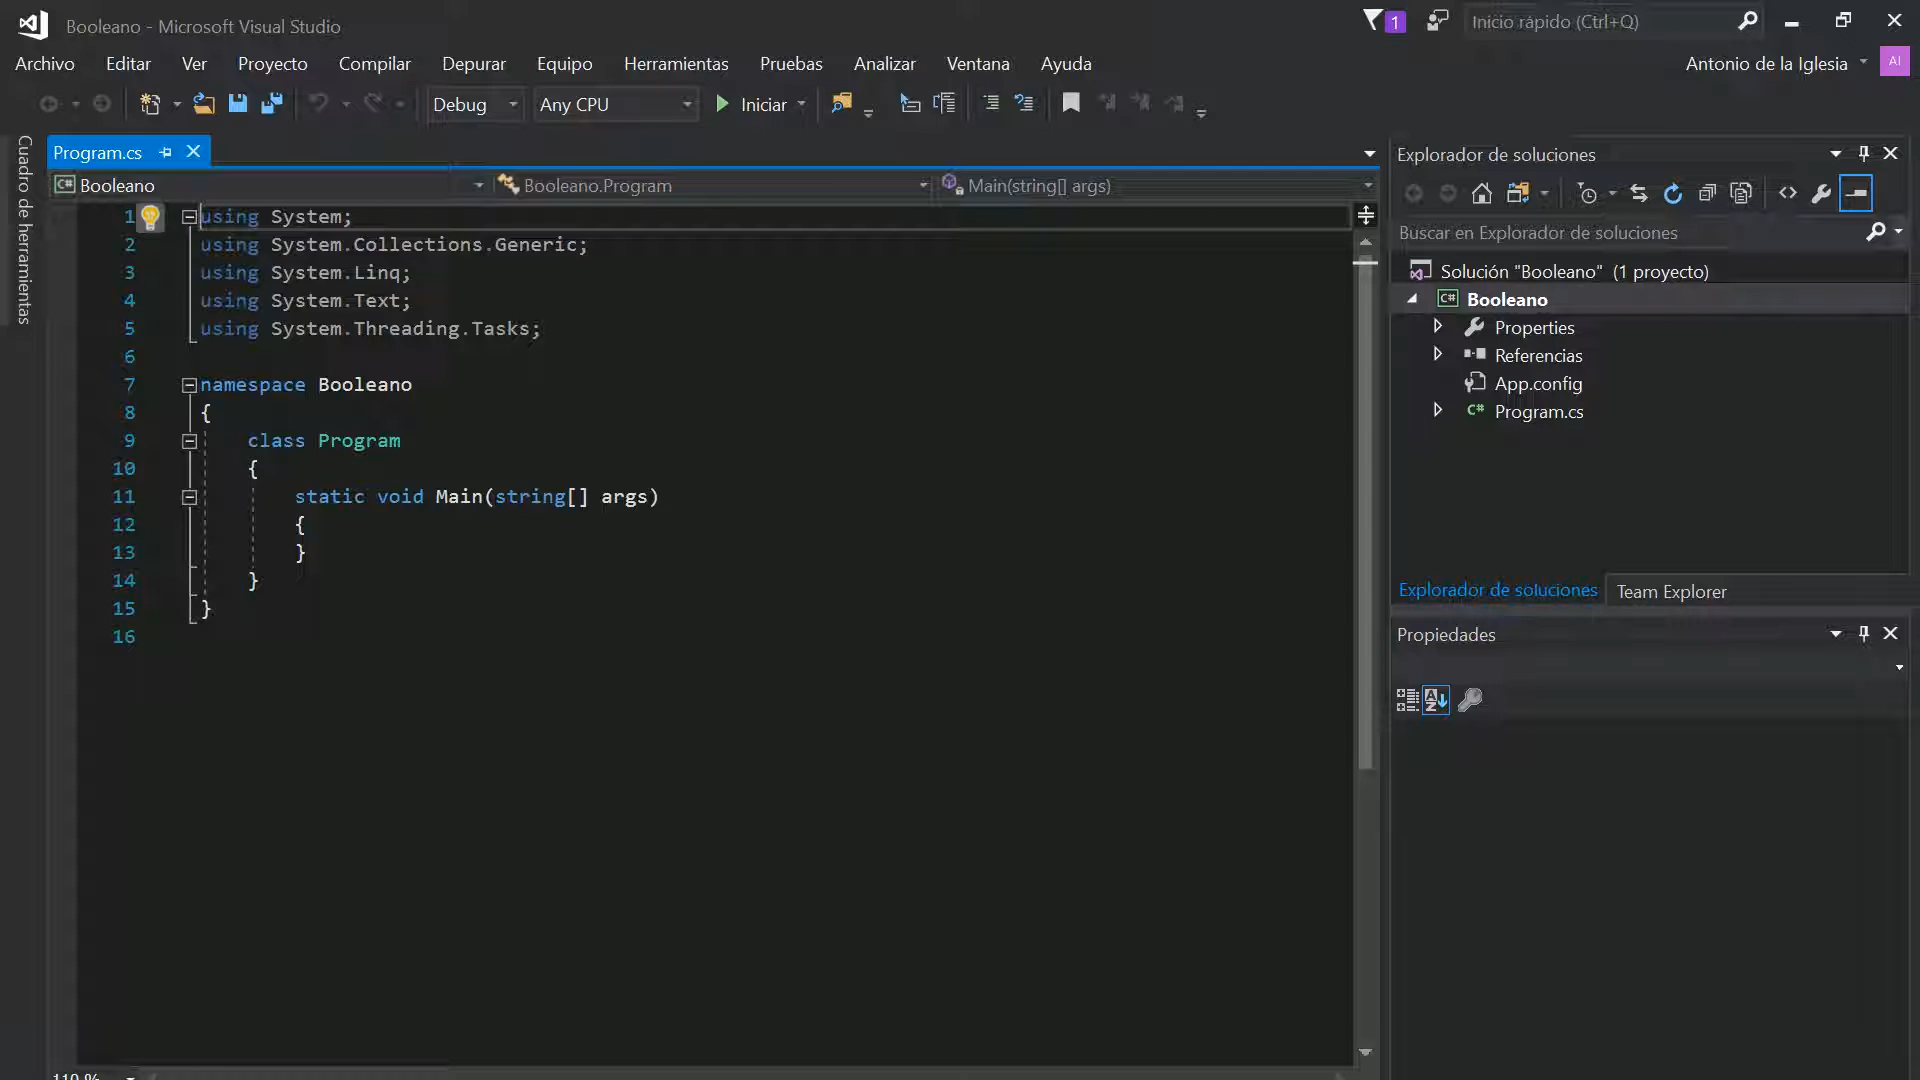 Booleano - Microsoft Visual Studio
1
Inicio rápido (Ctrl+Q)
Archivo Editar Ver Proyecto Compilar Depurar Equipo Herramientas Pruebas Analizar Ventana Ayuda
Antonio de la Iglesia AI
Debug Any CPU Iniciar
Cuadro de herramientas
Program.cs
C# Booleano Booleano.Program Main(string[] args)
1 using System;
2 using System.Collections.Generic;
3 using System.Linq;
4 using System.Text;
5 using System.Threading.Tasks;
6
7 namespace Booleano
8 {
9 class Program
10 {
11 static void Main(string[] args)
12 {
13 }
14 }
15 }
16
110 %
Explorador de soluciones
Buscar en Explorador de soluciones
Solución "Booleano" (1 proyecto)
C# Booleano
Properties
Referencias
App.config
C# Program.cs
Explorador de soluciones Team Explorer
Propiedades